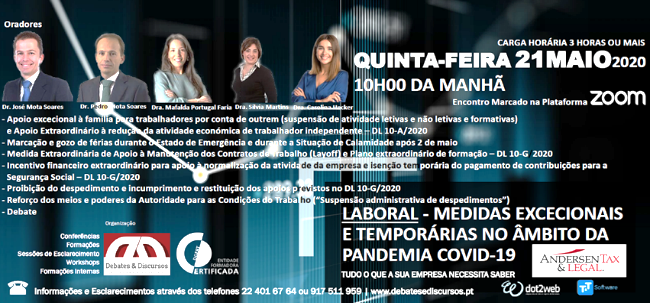 Oradores
CARGA HORÁRIA 3 HORAS OU MAIS
QUINTA-FEIRA 21 MAIO 2020
10H00 DA MANHÃ
Encontro Marcado na Plataforma zoom
Dr. José Mota Soares
Dr. Pedro Mota Soares
Dra. Mafalda Portugal Faria
Dra. Sílvia Martins
Dra. Carolina Hacker
- Apoio excecional à família para trabalhadores por conta de outrem (suspensão de atividade letivas e não letivas e formativas)
e Apoio Extraordinário à redução da atividade económica de trabalhador independente – DL 10-A/2020
- Marcação e gozo de férias durante o Estado de Emergência e durante a Situação de Calamidade após 2 de maio
- Medida Extraordinária de Apoio à Manutenção dos Contratos de Trabalho (Layoff) e Plano extraordinário de formação – DL 10-G 2020
- Incentivo financeiro extraordinário para apoio à normalização da atividade da empresa e isenção temporária do pagamento de contribuições para a
Segurança Social – DL 10-G/2020
- Proibição do despedimento e incumprimento e restituição dos apoios previstos no DL 10-G/2020
- Reforço dos meios e poderes da Autoridade para as Condições do Trabalho ("Suspensão administrativa de despedimentos")
- Debate
Organização
Conferências
Formações
Sessões de Esclarecimento
Workshops
Formações Internas
Debates & Discursos
ENTIDADE
FORMADORA
CERTIFICADA
LABORAL - MEDIDAS EXCECIONAIS
E TEMPORÁRIAS NO ÂMBITO DA
PANDEMIA COVID-19
ANDERSEN TAX
& LEGAL
TUDO O QUE A SUA EMPRESA NECESSITA SABER
Informações e Esclarecimentos através dos telefones 22 401 67 64 ou 917 511 959 | www.debatesediscursos.pt
dot2web
Software